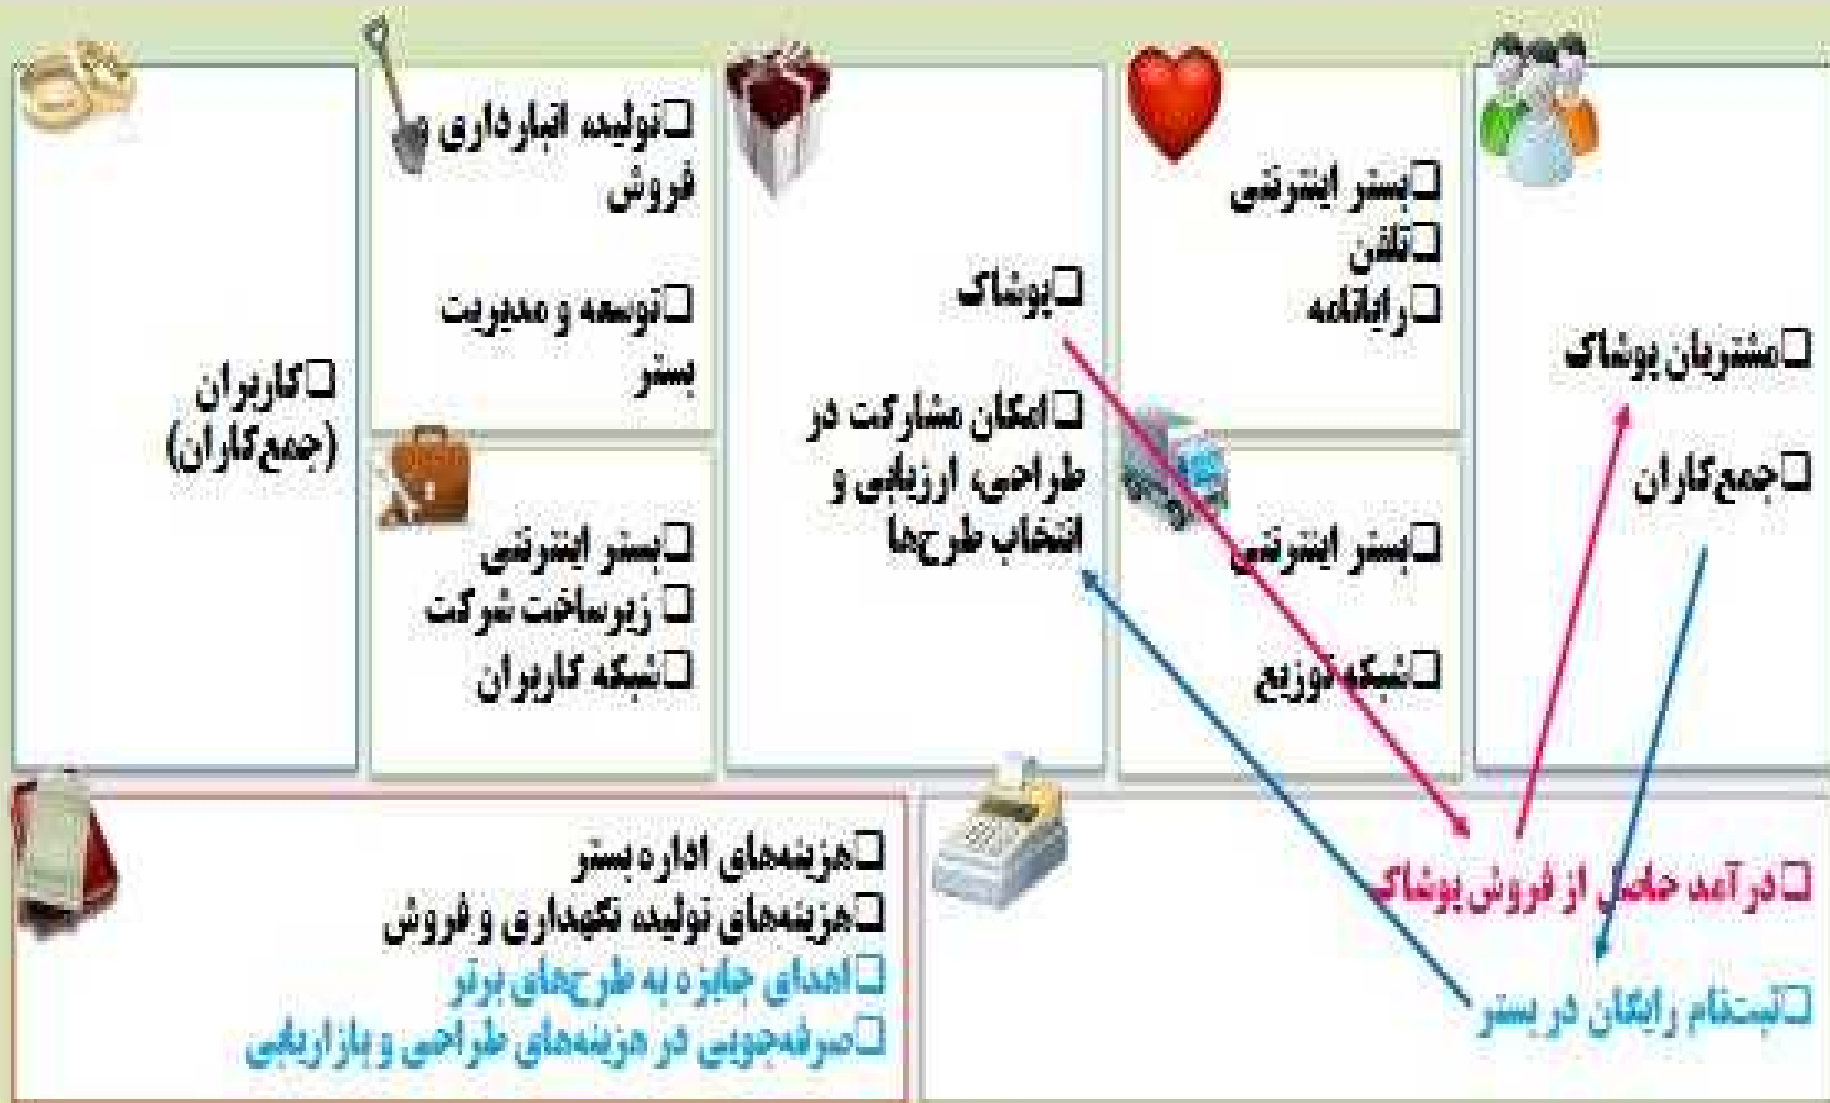 ❑کاربران
(جمع‌کاران)
❑تولید، انبارداری و
فروش
❑توسعه و مدیریت
بستر
❑بستر اینترنتی
❑ زیرساخت شرکت
❑شبکه کاربران
❑پوشاک
❑امکان مشارکت در
طراحی، ارزیابی و
انتخاب طرح‌ها
❑بستر اینترنتی
❑تلفن
❑رایانامه
❑بستر اینترنتی
❑شبکه توزیع
❑مشتریان پوشاک
❑جمع‌کاران
❑هزینه‌های اداره بستر
❑هزینه‌های تولید، نگهداری و فروش
❑اهدای جایزه به طرح‌های برتر
❑صرفه‌جویی در هزینه‌های طراحی و بازاریابی
❑درآمد حاصل از فروش پوشاک
❑ثبت‌نام رایگان در بستر